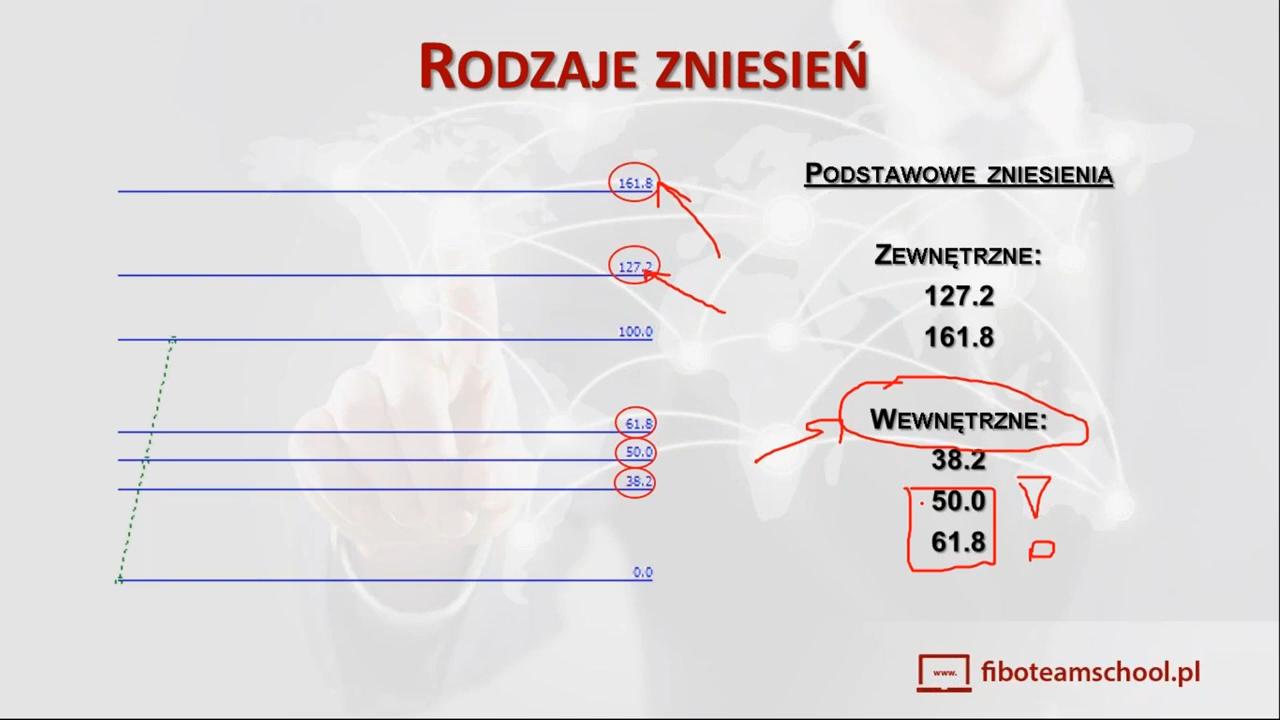 RODZAJE ZNIESIEŃ
161.8
127.2
100.0
61.8
50.0
38.2
0.0
PODSTAWOWE ZNIESIENIA
ZEWNĘTRZNE:
127.2
161.8
WEWNĘTRZNE:
38.2
50.0
61.8
www.
fiboteamschool.pl